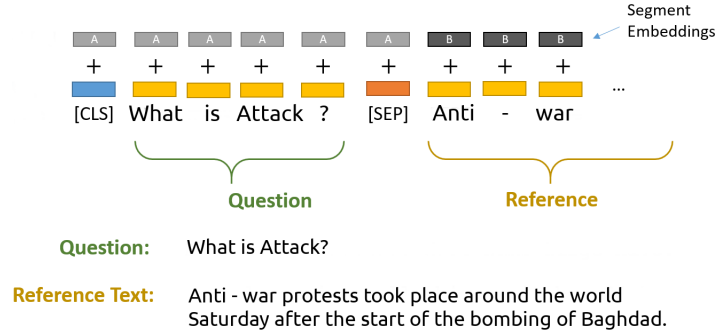 Segment
Embeddings
A A A A A A B B B
+ + + + + + + + +
[CLS] What is Attack ? [SEP] Anti - war ...
Question Reference
Question: What is Attack?
Reference Text: Anti - war protests took place around the world
Saturday after the start of the bombing of Baghdad.